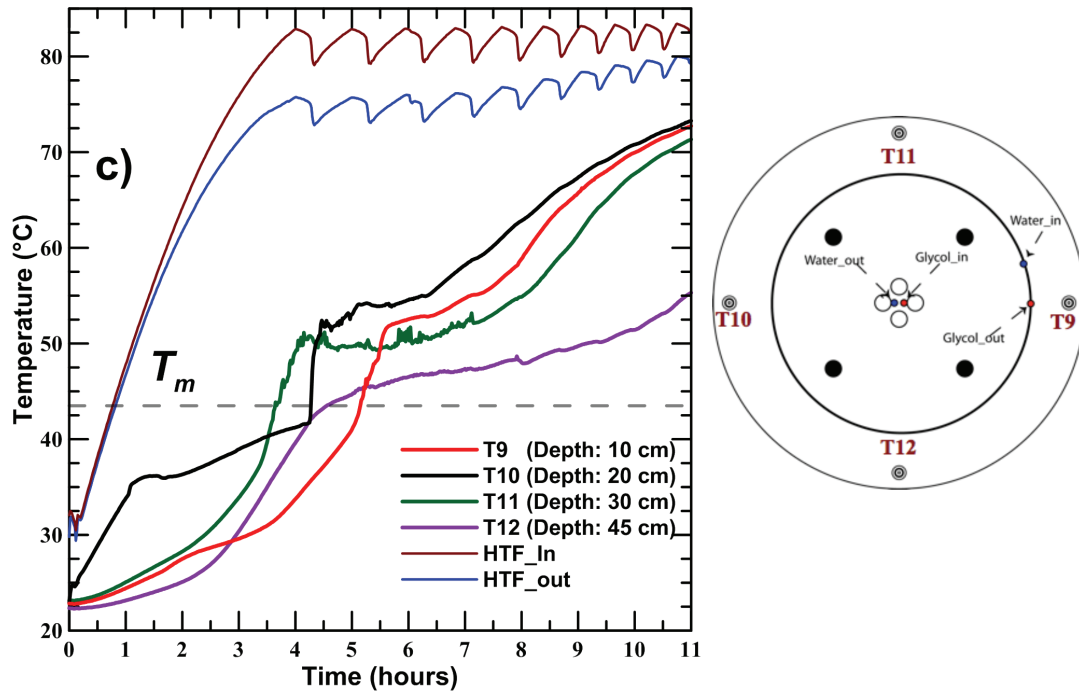 c)
Temperature (°C)
80
70
60
50
40
30
20
T_m
T9 (Depth: 10 cm)
T10 (Depth: 20 cm)
T11 (Depth: 30 cm)
T12 (Depth: 45 cm)
HTF_In
HTF_out
0 1 2 3 4 5 6 7 8 9 10 11
Time (hours)
T11
Water_in
Water_out
Glycol_in
T10
T9
Glycol_out
T12